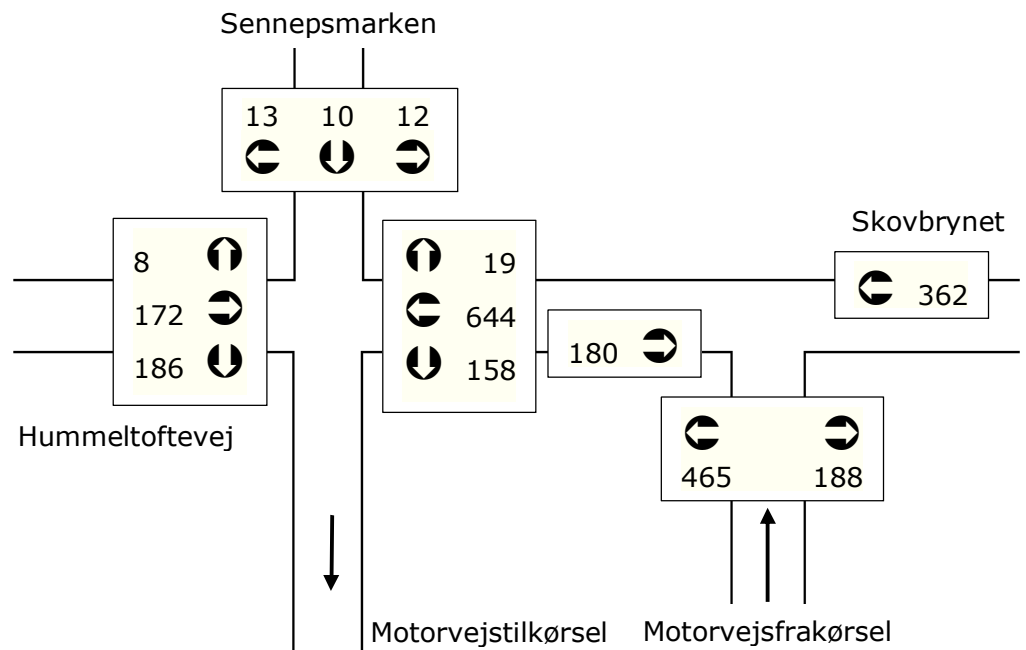 Sennepsmarken
13 10 12
Skovbrynet
8
19
362
172
644
180
186
158
Hummeltoftevej
465 188
Motorvejstilkørsel
Motorvejsfrakørsel